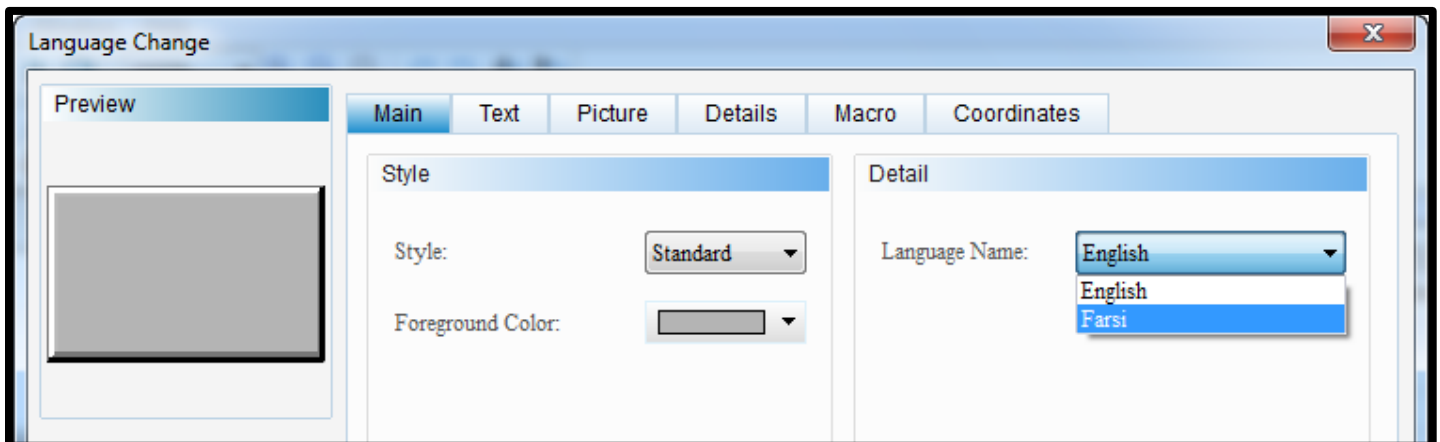 Language Change
X
Preview
Main Text Picture Details Macro Coordinates
Style
Detail
Style: Standard
Language Name: English
English
Farsi
Foreground Color: